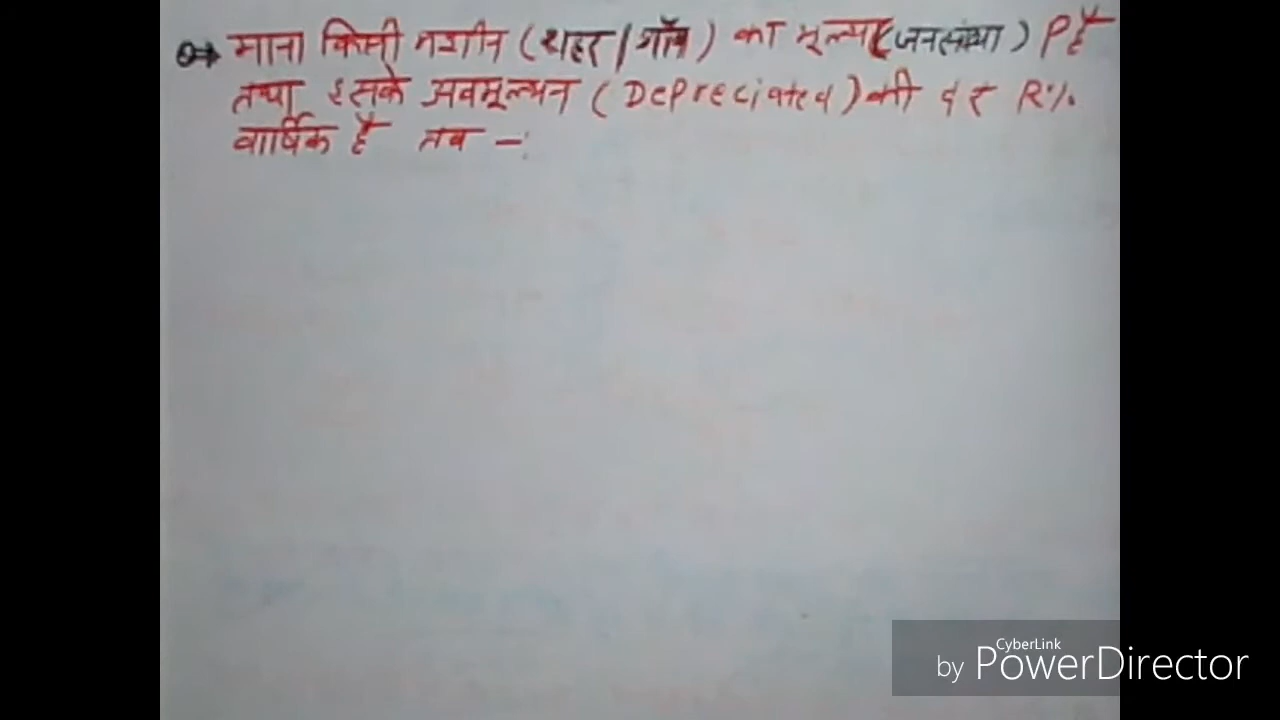 माना किसी मशीन (शहर/गाँव) का मूल्य (जनसंख्या) P है
तथा इसके अवमूल्यन (Depreciated) की दर R%
वार्षिक है तब -
CyberLink
by PowerDirector